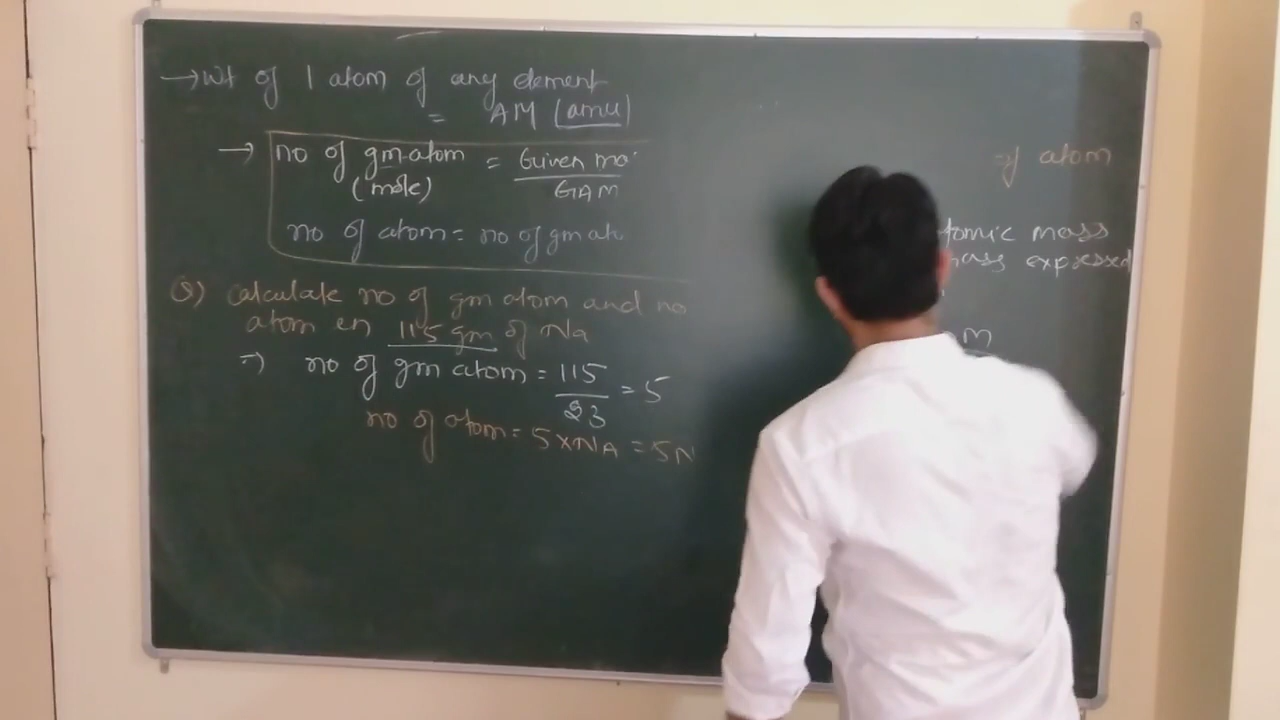 → Wt of 1 atom of any element
= AM (amu)
→ no of gm-atom = Given ma
(mole) GAM
no of atom = no of gm at
Q) Calculate no of gm atom and no
atom in 115 gm of Na
⇒ no of gm atom = 115/23 = 5
no of atom = 5 × NA = 5N
of atom
tomic mass
mass expressed
m